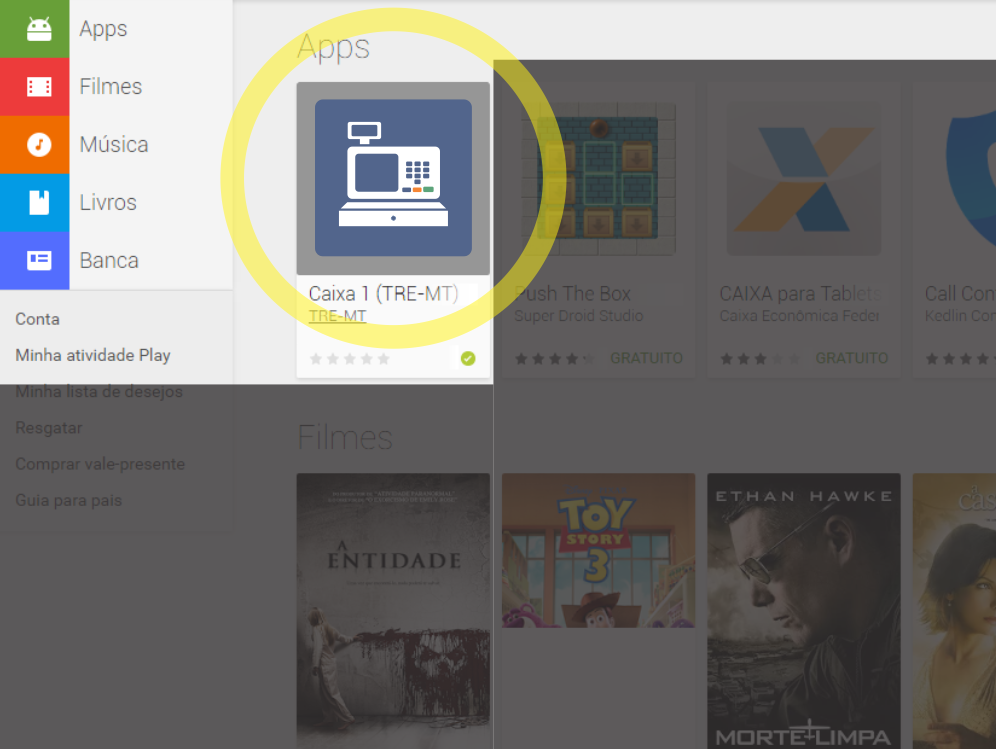 Apps
Filmes
Música
Livros
Banca
Conta
Minha atividade Play
Minha lista de desejos
Resgatar
Comprar vale-presente
Guia para pais
Apps
Caixa 1 (TRE-MT)
TRE-MT
Push The Box
Super Droid Studio
GRATUITO
CAIXA para Tablets
Caixa Econômica Feder
GRATUITO
Call Con
Kedlin Con
Filmes
A
ENTIDADE
TOY
STORY
3
ETHAN HAWKE
MORTE LIMPA